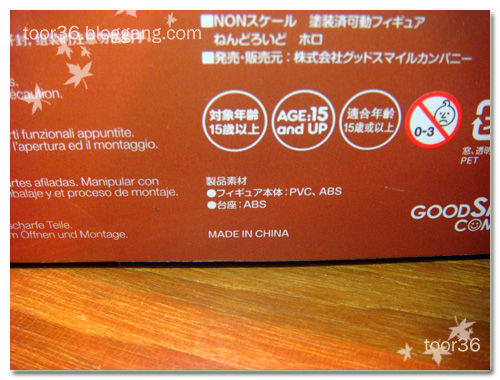 toor36.bloggang.com
■NONスケール 塗装済可動フィギュア
ねんどろいど ホロ
■発売・販売元：株式会社グッドスマイルカンパニー
écaution.
対象年齢
15歳以上
AGE:15
and UP
適合年齢
15歳或以上
0-3
rti funzionali appuntite.
l'apertura ed il montaggio.
窓、透明
PET
artes afiladas. Manipular con
mbalaje y et proceso de montaje.
製品素材
●フィギュア本体：PVC、ABS
●台座：ABS
scharfe Teile.
m Öffnen und Montage.
MADE IN CHINA
GOODS
COM
toor36